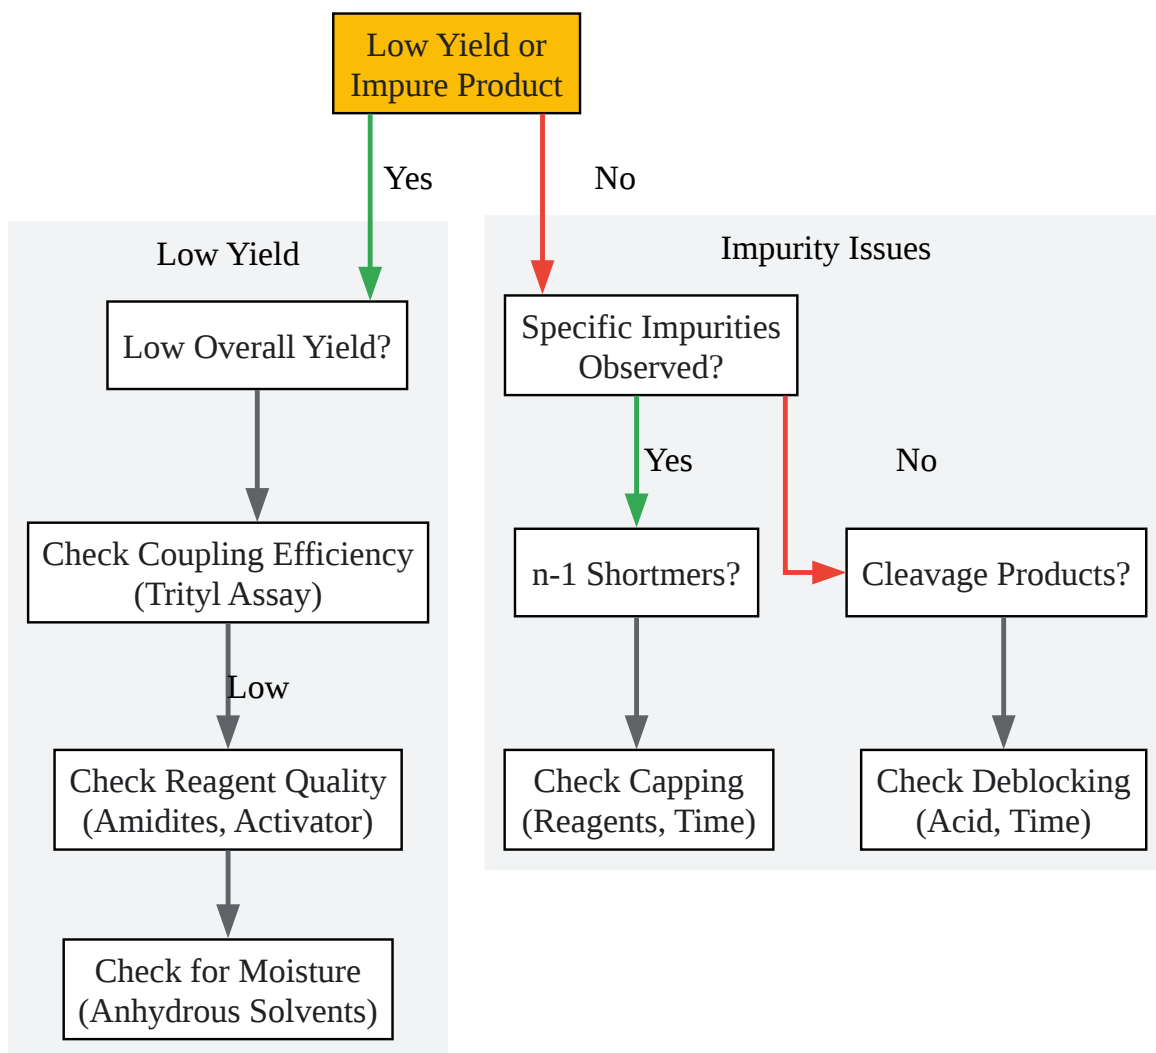 Low Yield or
Impure Product
Yes
No
Low Yield
Impurity Issues
Low Overall Yield?
Specific Impurities
Observed?
Yes
No
Check Coupling Efficiency
(Trityl Assay)
n-1 Shortmers?
Cleavage Products?
Low
Check Reagent Quality
(Amidites, Activator)
Check Capping
(Reagents, Time)
Check Deblocking
(Acid, Time)
Check for Moisture
(Anhydrous Solvents)